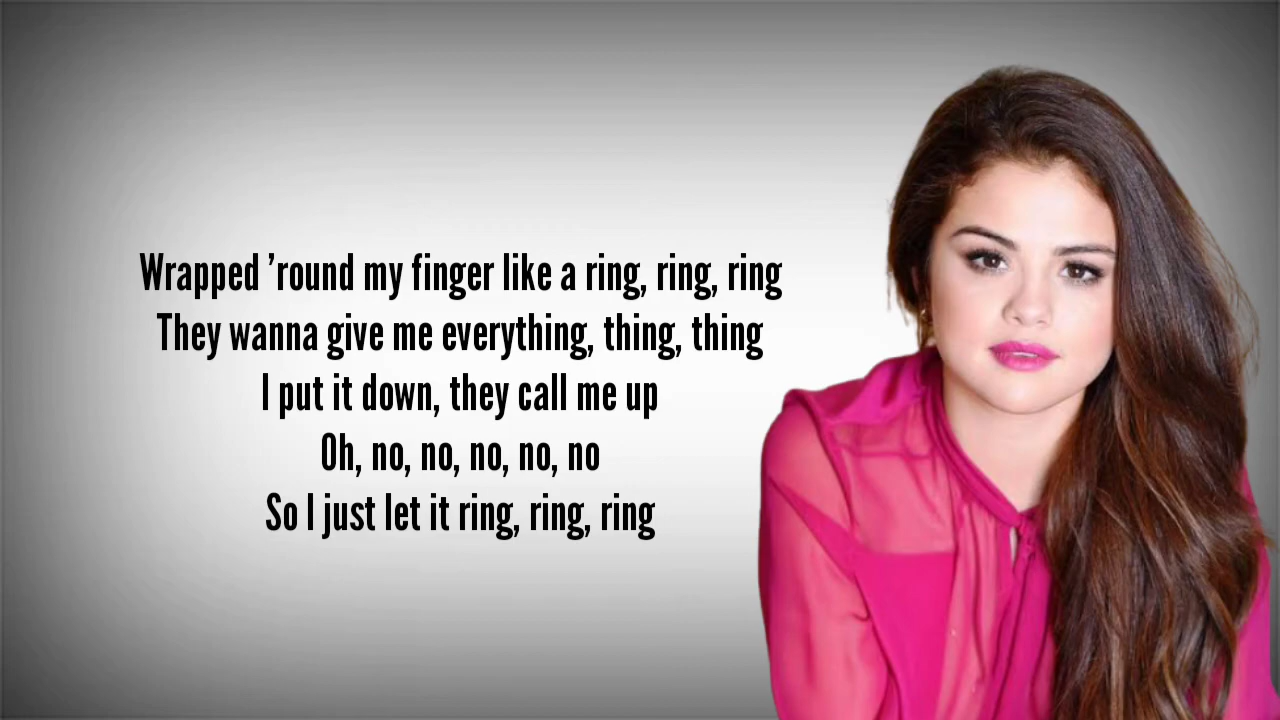 Wrapped ’round my finger like a ring, ring, ring
They wanna give me everything, thing, thing
I put it down, they call me up
Oh, no, no, no, no, no
So I just let it ring, ring, ring